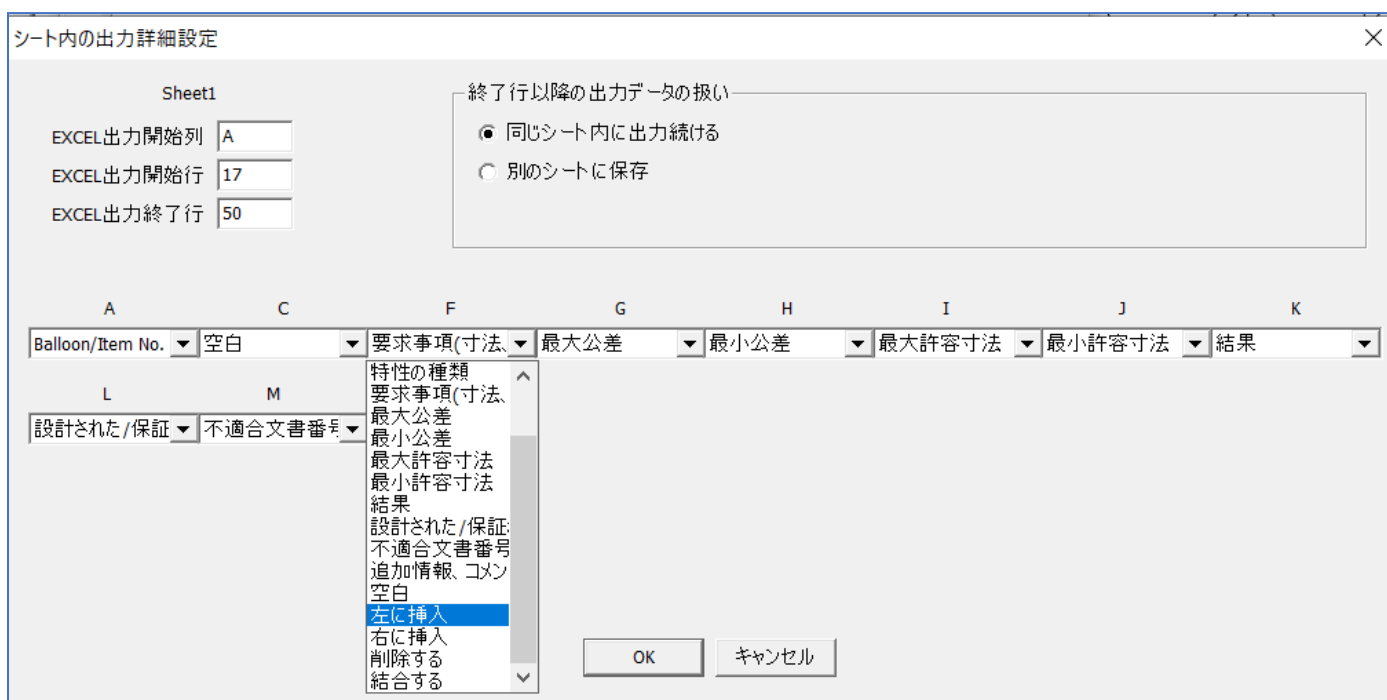 シート内の出力詳細設定
Sheet1
終了行以降の出力データの扱い
EXCEL出力開始列 A
同じシート内に出力続ける
EXCEL出力開始行 17
別のシートに保存
EXCEL出力終了行 50
A C F G H I J K
Balloon/Item No. 空白 要求事項(寸法、 最大公差 最小公差 最大許容寸法 最小許容寸法 結果
L M
設計された/保証 不適合文書番号
特性の種類
要求事項(寸法、
最大公差
最小公差
最大許容寸法
最小許容寸法
結果
設計された/保証
不適合文書番号
追加情報、コメン
空白
左に挿入
右に挿入
削除する
結合する
OK キャンセル